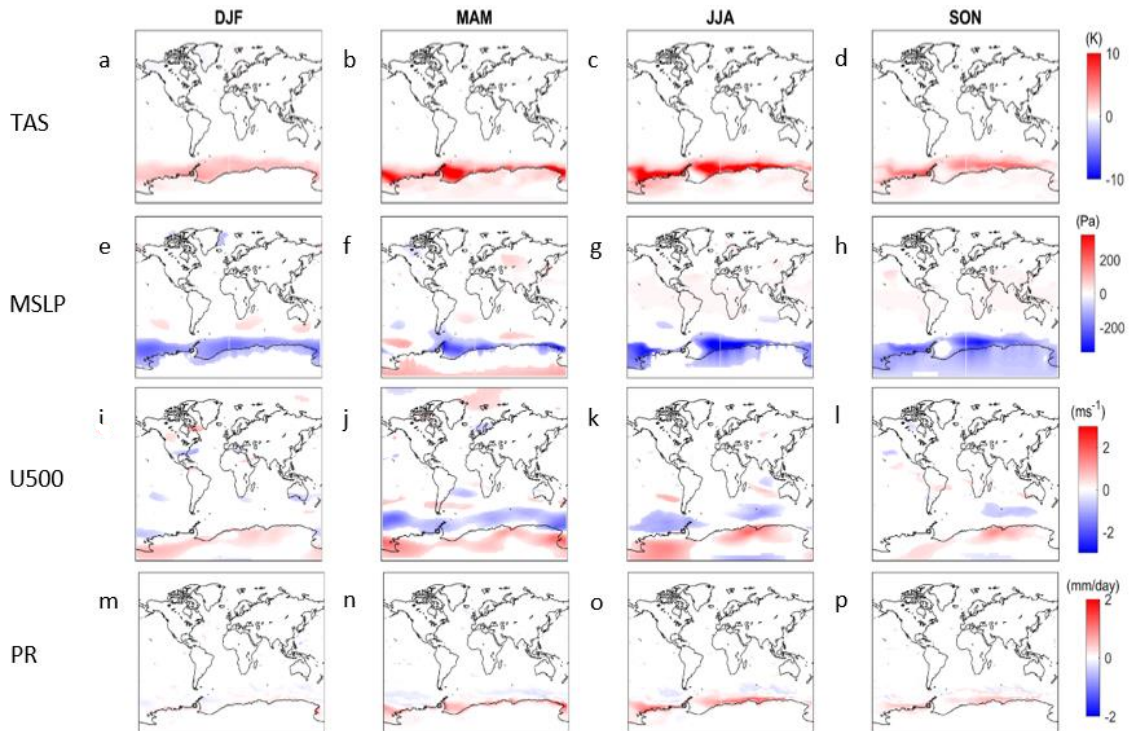 DJF MAM JJA SON
a b c d (K)
10
TAS 0
-10
e f g h (Pa)
200
MSLP 0
-200
i j k l (ms-1)
2
U500 0
-2
m n o p (mm/day)
2
PR 0
-2